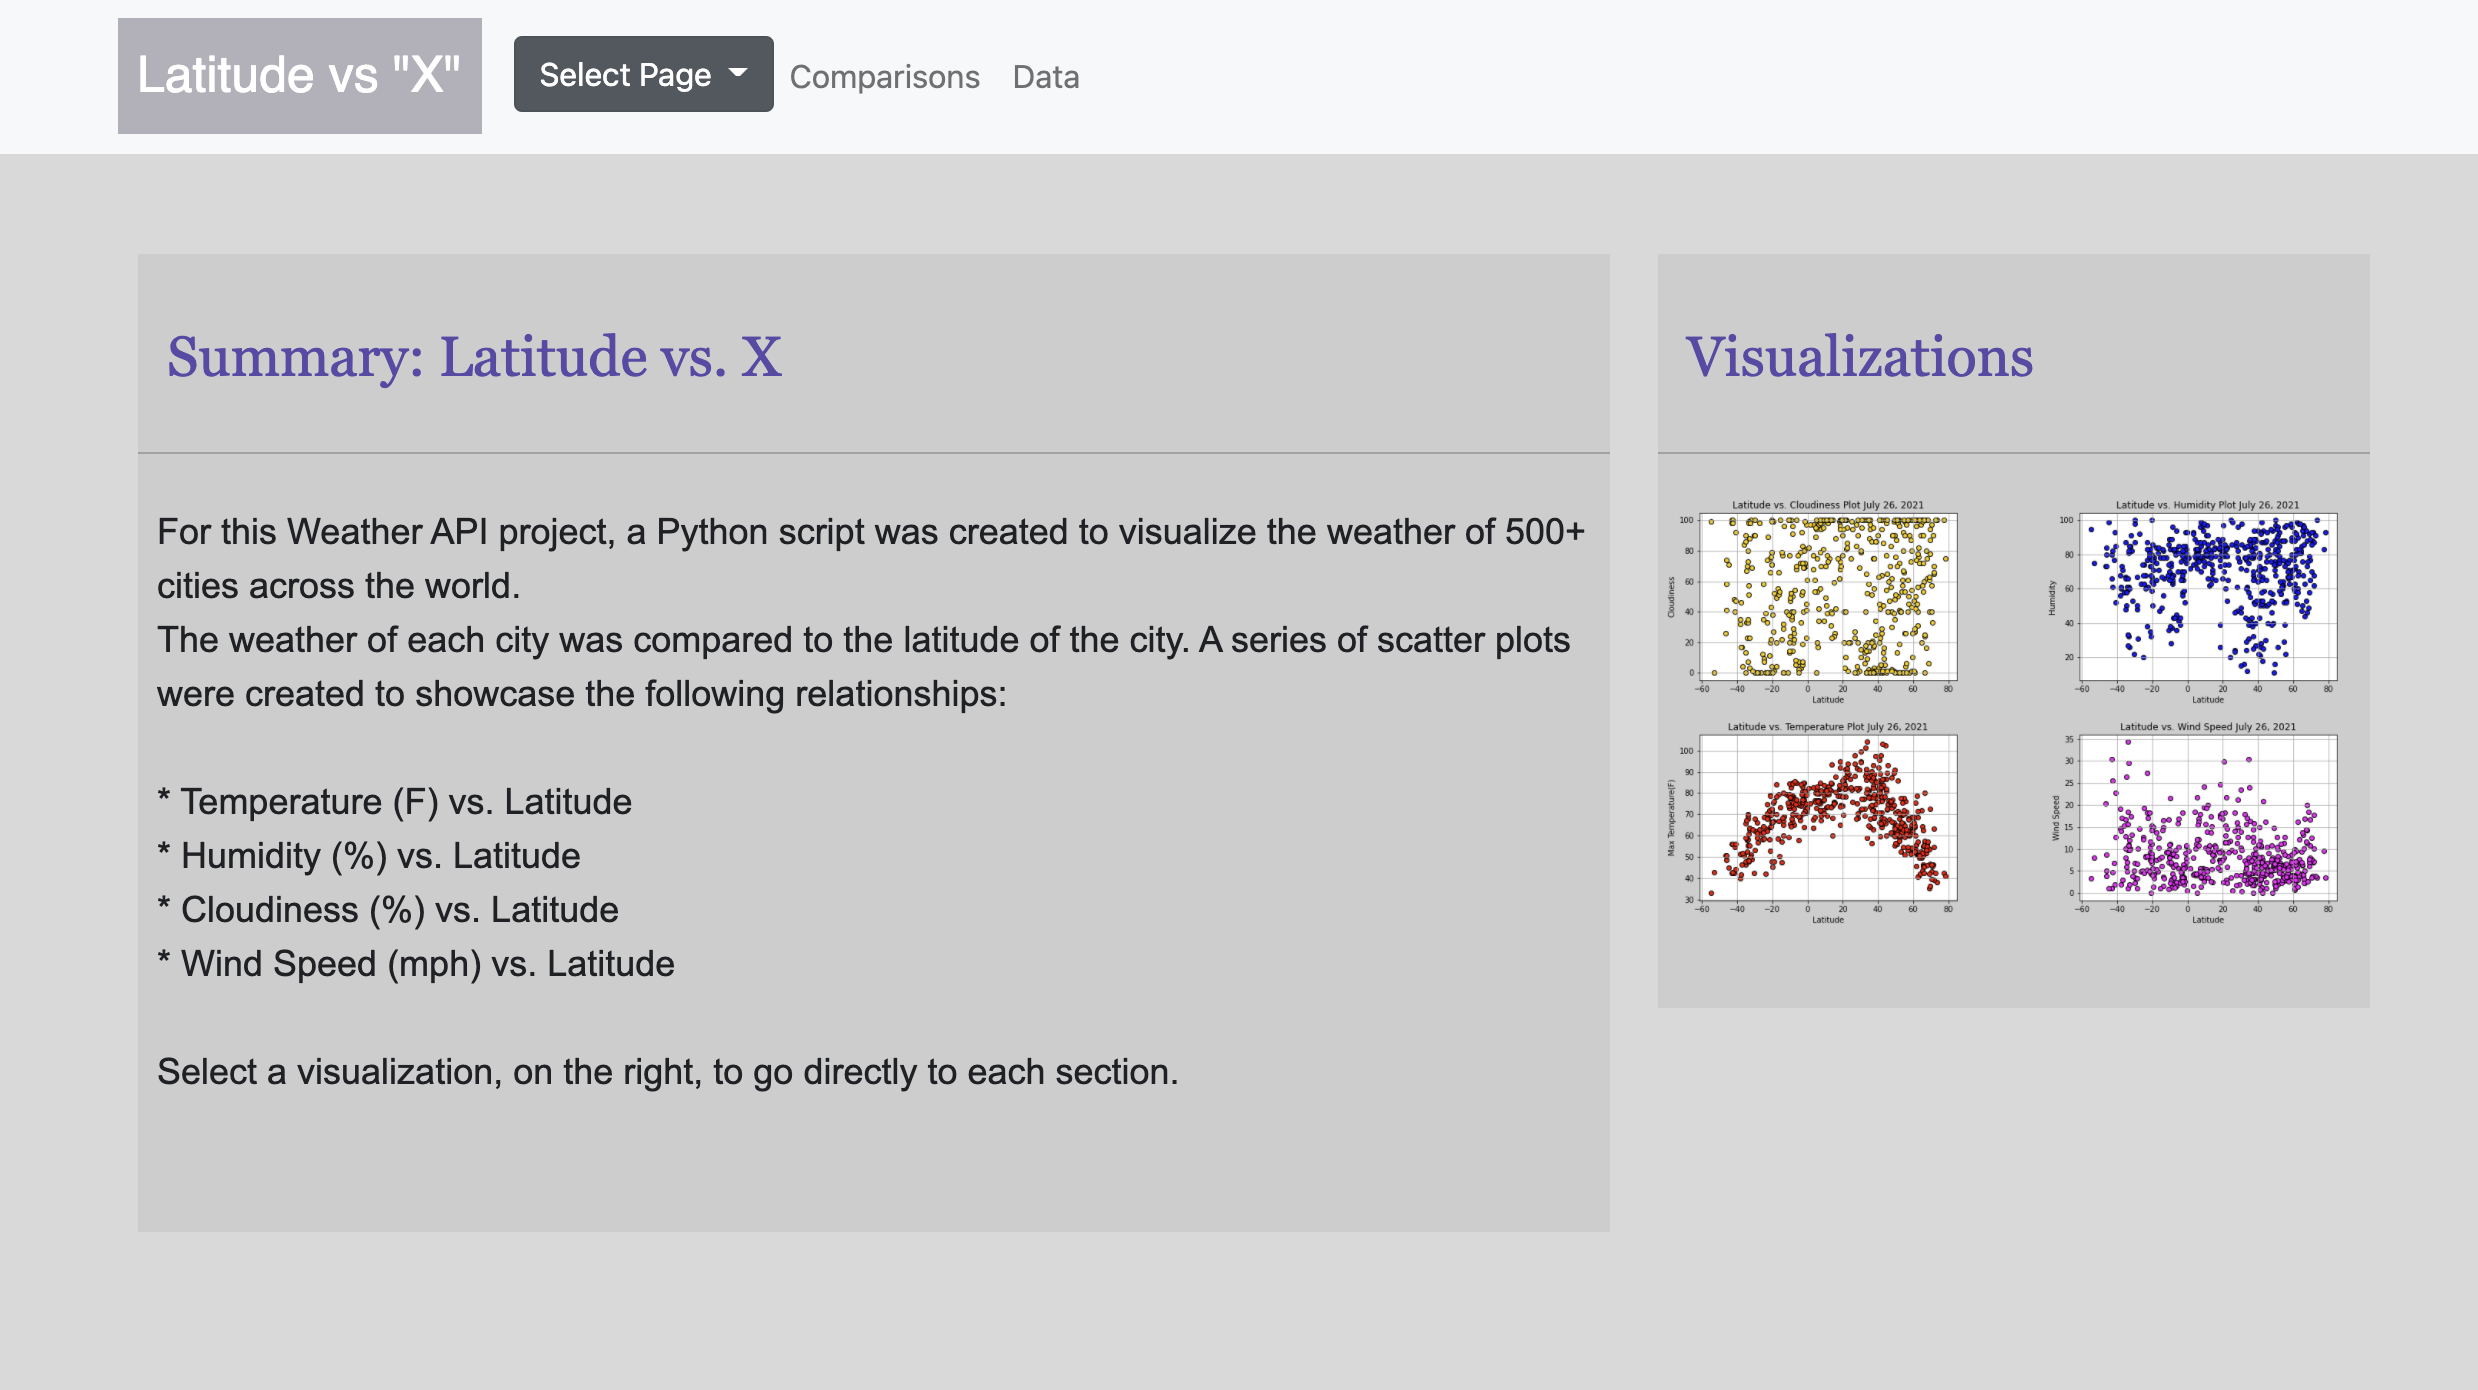 Latitude vs "X"
Select Page
Comparisons
Data
Summary: Latitude vs. X
For this Weather API project, a Python script was created to visualize the weather of 500+
cities across the world.
The weather of each city was compared to the latitude of the city. A series of scatter plots
were created to showcase the following relationships:
* Temperature (F) vs. Latitude
* Humidity (%) vs. Latitude
* Cloudiness (%) vs. Latitude
* Wind Speed (mph) vs. Latitude
Select a visualization, on the right, to go directly to each section.
Visualizations
Latitude vs. Cloudiness Plot July 26, 2021
Cloudiness
100
80
60
40
20
0
−60 −40 −20 0 20 40 60 80
Latitude
Latitude vs. Humidity Plot July 26, 2021
Humidity
100
80
60
40
20
−60 −40 −20 0 20 40 60 80
Latitude
Latitude vs. Temperature Plot July 26, 2021
Max Temperature(F)
100
90
80
70
60
50
40
30
−60 −40 −20 0 20 40 60 80
Latitude
Latitude vs. Wind Speed July 26, 2021
Wind Speed
35
30
25
20
15
10
5
0
−60 −40 −20 0 20 40 60 80
Latitude